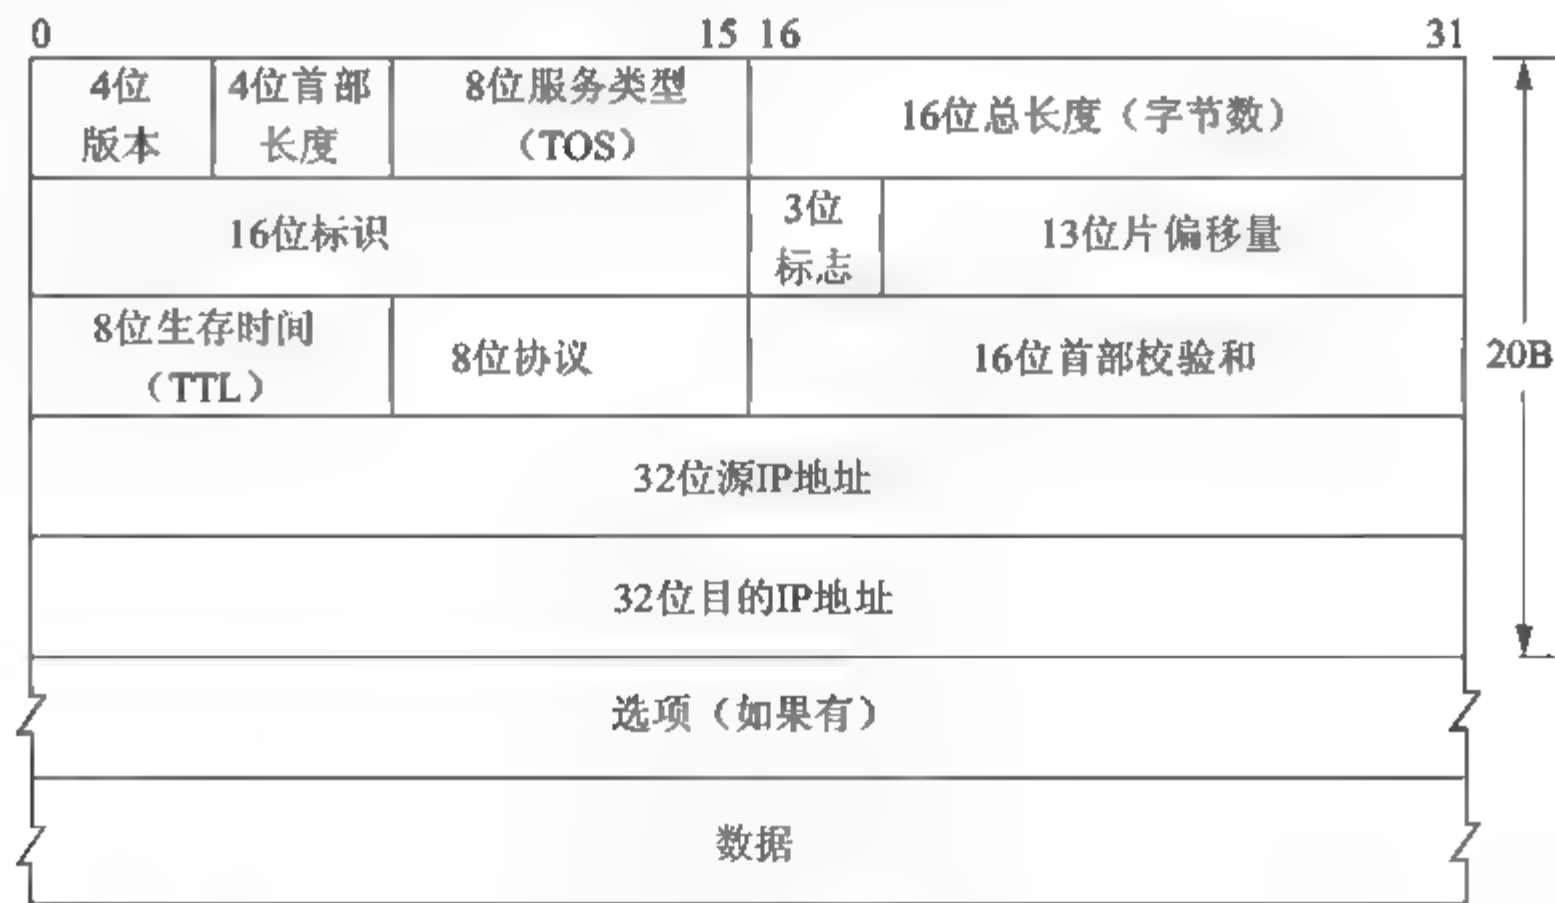 0 15 16 31
4位
版本
4位首部
长度
8位服务类型
（TOS）
16位总长度（字节数）
16位标识
3位
标志
13位片偏移量
8位生存时间
（TTL）
8位协议
16位首部校验和
20B
32位源IP地址
32位目的IP地址
选项（如果有）
数据